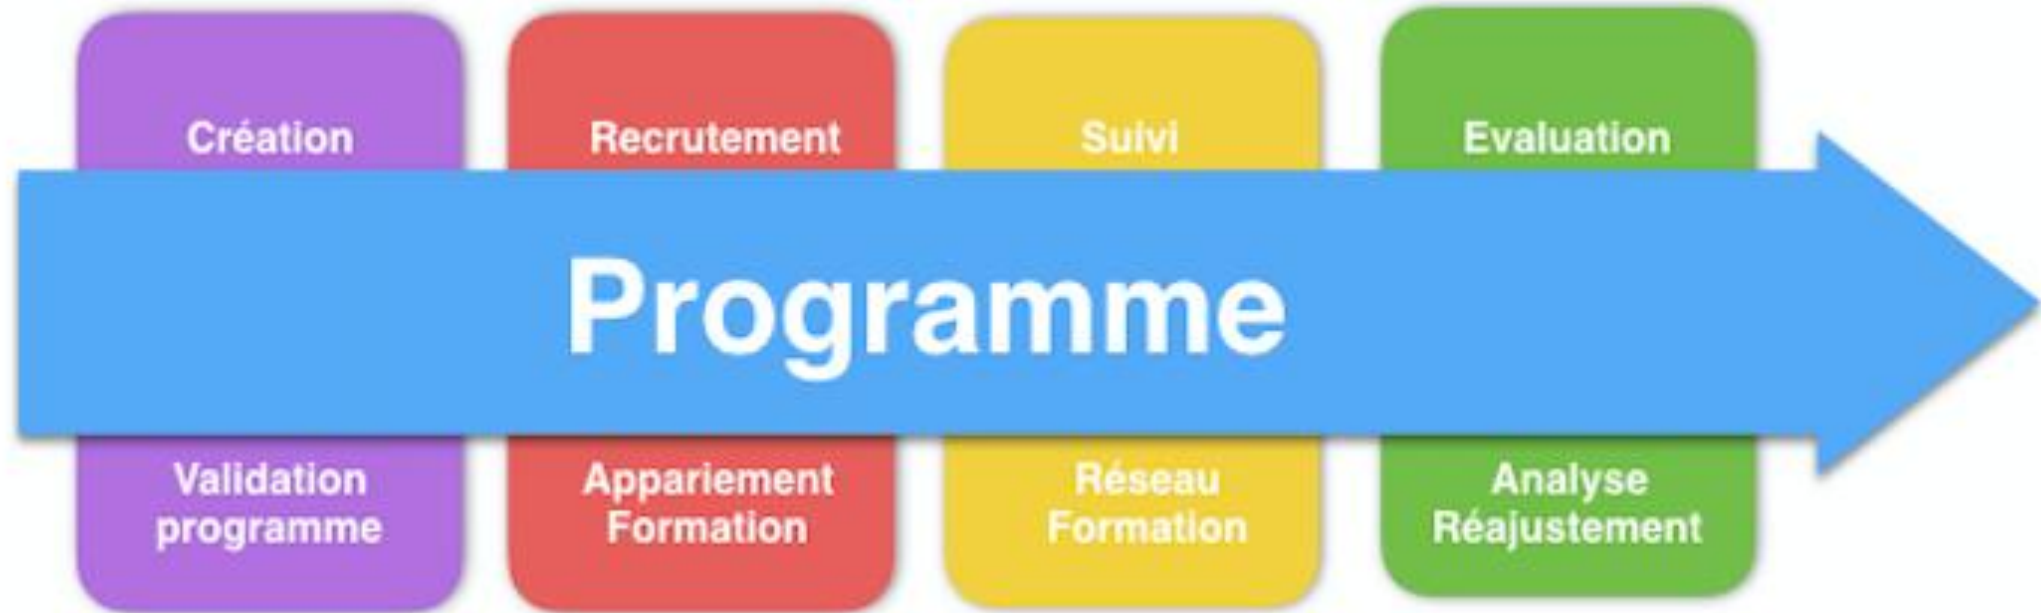 Création
Recrutement
Suivi
Evaluation
Programme
Validation
programme
Appariement
Formation
Réseau
Formation
Analyse
Réajustement